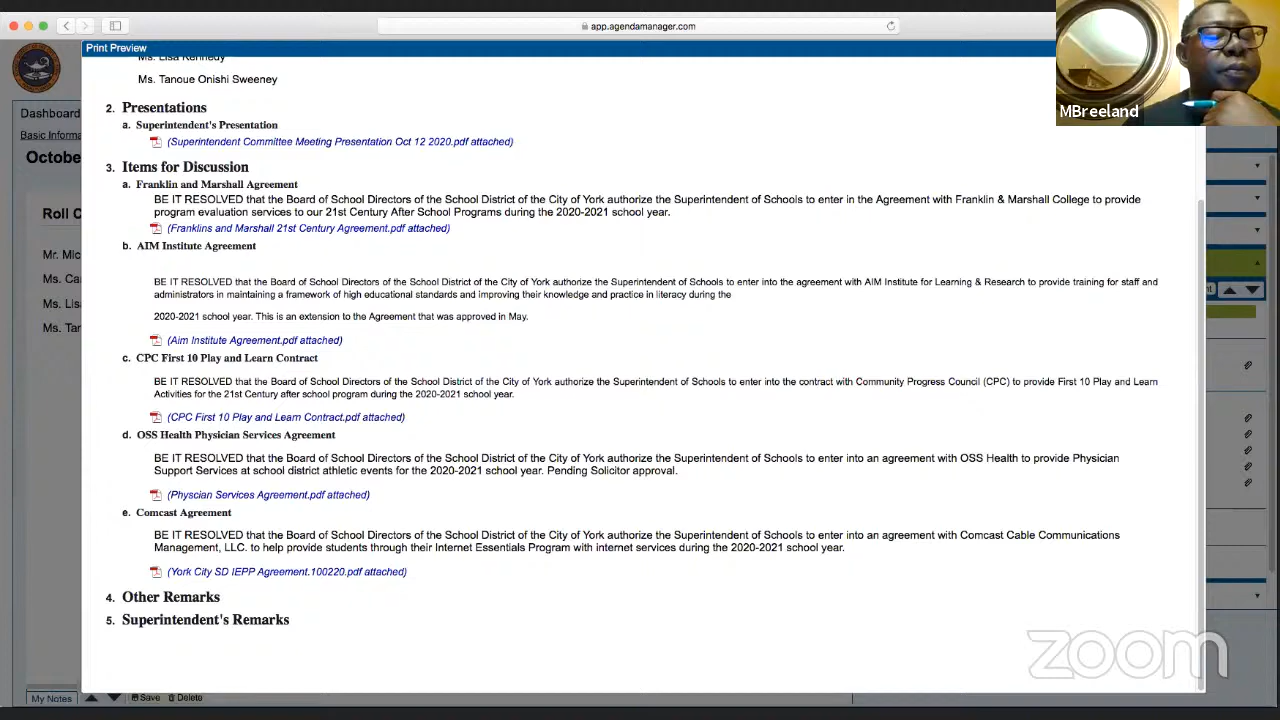 app.agendamanager.com
Print Preview
MBreeland
Dashboard
Basic Informa
October
Roll C
Mr. Mic
Ms. Ca
Ms. Lis
Ms. Tar
Ms. Lisa Kennedy
Ms. Tanoue Onishi Sweeney
2. Presentations
a. Superintendent's Presentation
(Superintendent Committee Meeting Presentation Oct 12 2020.pdf attached)
3. Items for Discussion
a. Franklin and Marshall Agreement
BE IT RESOLVED that the Board of School Directors of the School District of the City of York authorize the Superintendent of Schools to enter in the Agreement with Franklin & Marshall College to provide
program evaluation services to our 21st Century After School Programs during the 2020-2021 school year.
(Franklins and Marshall 21st Century Agreement.pdf attached)
b. AIM Institute Agreement
BE IT RESOLVED that the Board of School Directors of the School District of the City of York authorize the Superintendent of Schools to enter into the agreement with AIM Institute for Learning & Research to provide training for staff and
administrators in maintaining a framework of high educational standards and improving their knowledge and practice in literacy during the
2020-2021 school year. This is an extension to the Agreement that was approved in May.
(Aim Institute Agreement.pdf attached)
c. CPC First 10 Play and Learn Contract
BE IT RESOLVED that the Board of School Directors of the School District of the City of York authorize the Superintendent of Schools to enter into the contract with Community Progress Council (CPC) to provide First 10 Play and Learn
Activities for the 21st Century after school program during the 2020-2021 school year.
(CPC First 10 Play and Learn Contract.pdf attached)
d. OSS Health Physician Services Agreement
BE IT RESOLVED that the Board of School Directors of the School District of the City of York authorize the Superintendent of Schools to enter into an agreement with OSS Health to provide Physician
Support Services at school district athletic events for the 2020-2021 school year. Pending Solicitor approval.
(Physcian Services Agreement.pdf attached)
e. Comcast Agreement
BE IT RESOLVED that the Board of School Directors of the School District of the City of York authorize the Superintendent of Schools to enter into an agreement with Comcast Cable Communications
Management, LLC. to help provide students through their Internet Essentials Program with internet services during the 2020-2021 school year.
(York City SD IEPP Agreement.100220.pdf attached)
4. Other Remarks
5. Superintendent's Remarks
zoom
My Notes
Save
Delete